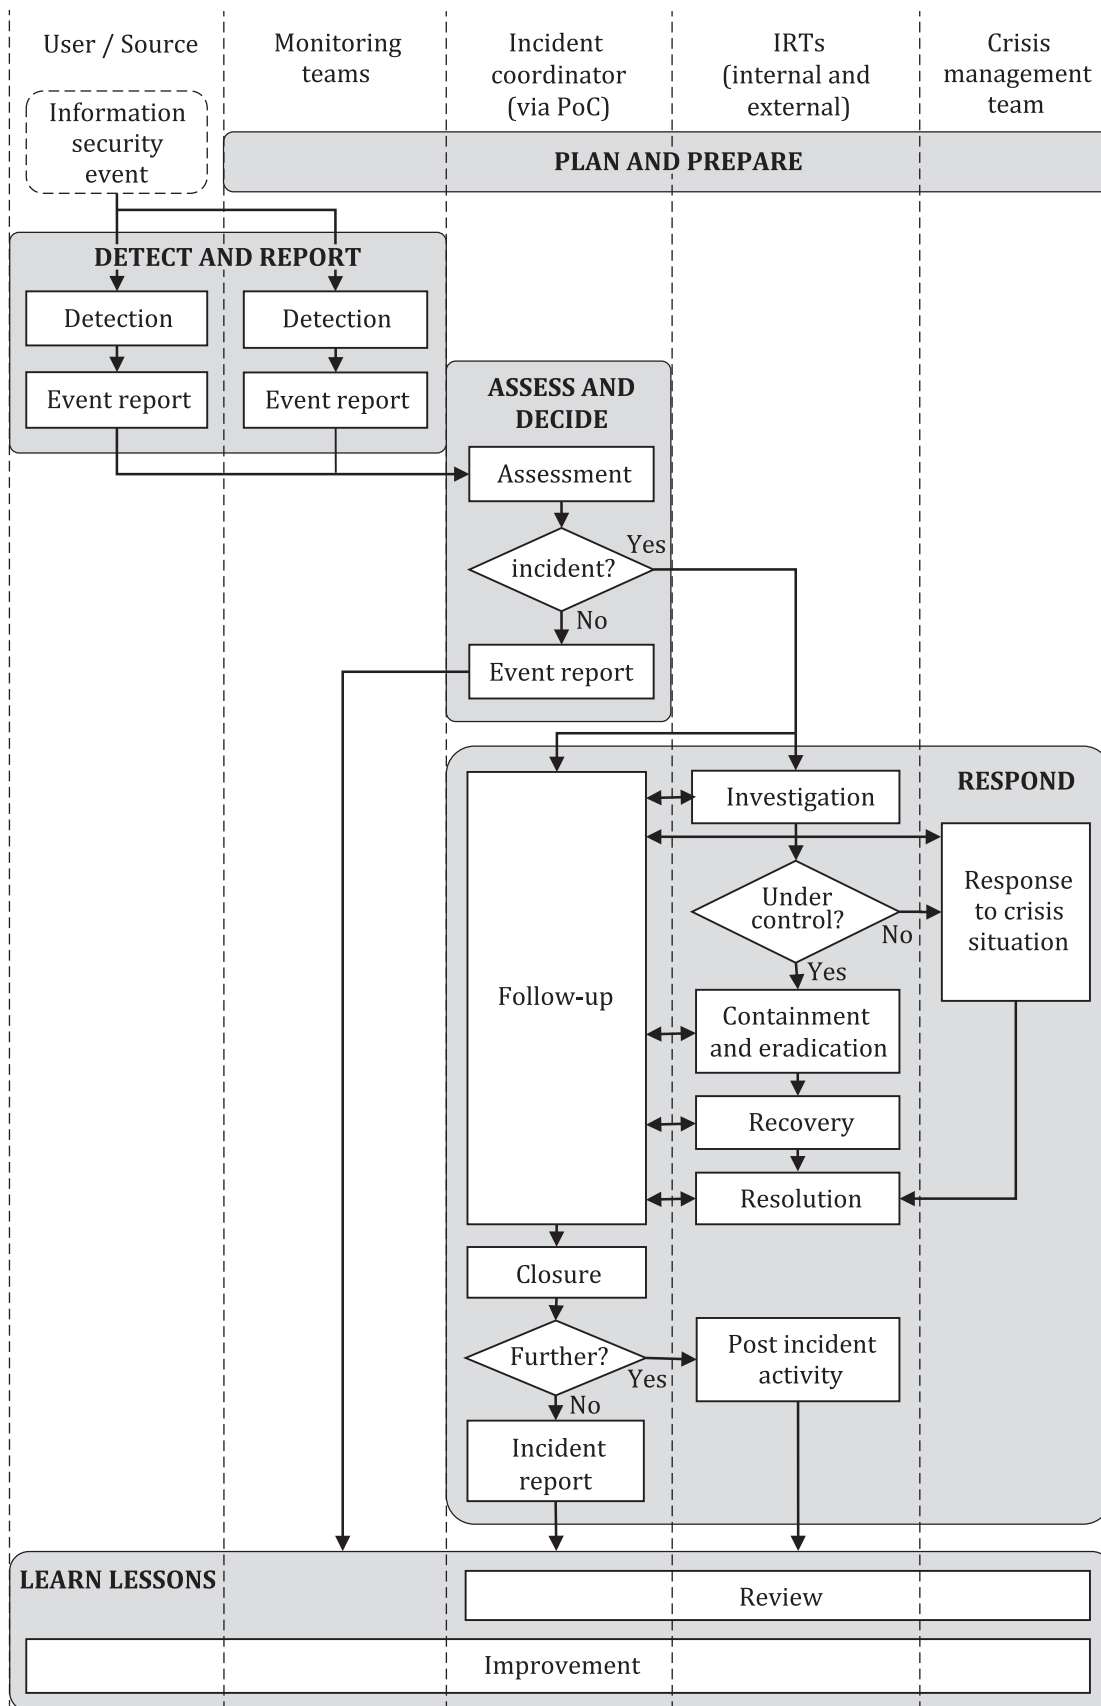 User / Source
Monitoring
teams
Incident
coordinator
(via PoC)
IRTs
(internal and
external)
Crisis
management
team
Information
security
event
PLAN AND PREPARE
DETECT AND REPORT
Detection
Detection
Event report
Event report
ASSESS AND
DECIDE
Assessment
incident?
Yes
No
Event report
RESPOND
Investigation
Under
control?
No
Yes
Response
to crisis
situation
Follow-up
Containment
and eradication
Recovery
Resolution
Closure
Further?
Yes
No
Post incident
activity
Incident
report
LEARN LESSONS
Review
Improvement